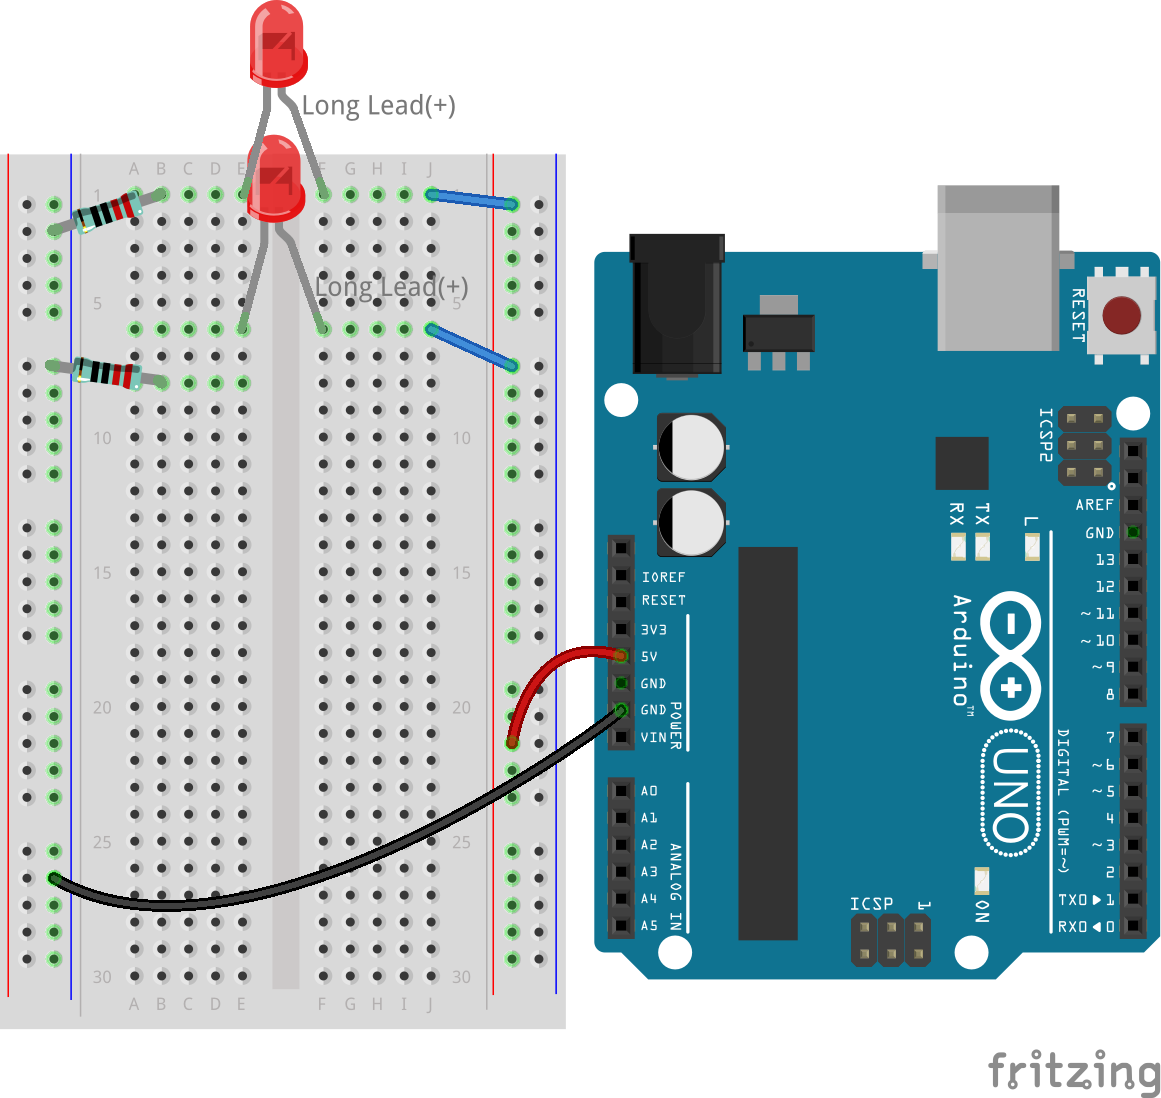 Long Lead(+)
A B C D E F G H I J
1
Long Lead(+)
5 5
10 10
15 15
20 20
25 25
30 30
A B C D E F G H I J
RESET
ICSP2
AREF
GND
13
12
~11
~10
~9
8
RX TX L
IOREF
RESET
3V3
5V
GND
GND
VIN
POWER
Arduino™
UNO
7
~6
~5
4
~3
2
TX0▶1
RX0◀0
DIGITAL (PWM=~)
A0
A1
A2
A3
A4
A5
ANALOG IN
ICSP 1
ON
fritzing